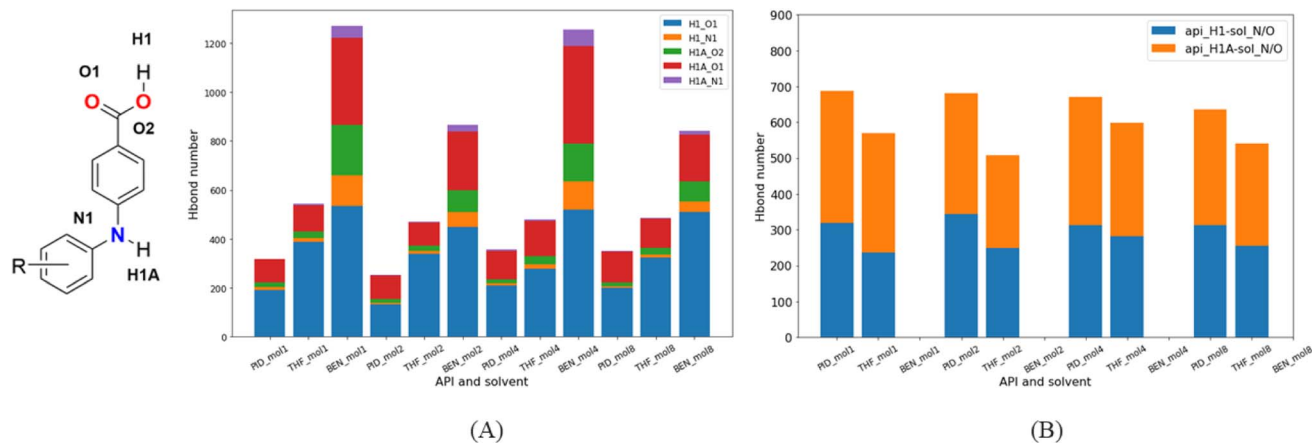 H1
O1
H
O
O
O2
N1
N
H
R
H1A
Hbond number
1200
1000
800
600
400
200
0
H1_O1
H1_N1
H1A_O2
H1A_O1
H1A_N1
PID_mol1
THF_mol1
BEN_mol1
PID_mol2
THF_mol2
BEN_mol2
PID_mol4
THF_mol4
BEN_mol4
PID_mol8
THF_mol8
BEN_mol8
API and solvent
(A)
Hbond number
900
800
700
600
500
400
300
200
100
0
api_H1-sol_N/O
api_H1A-sol_N/O
PID_mol1
THF_mol1
BEN_mol1
PID_mol2
THF_mol2
BEN_mol2
PID_mol4
THF_mol4
BEN_mol4
PID_mol8
THF_mol8
BEN_mol8
API and solvent
(B)